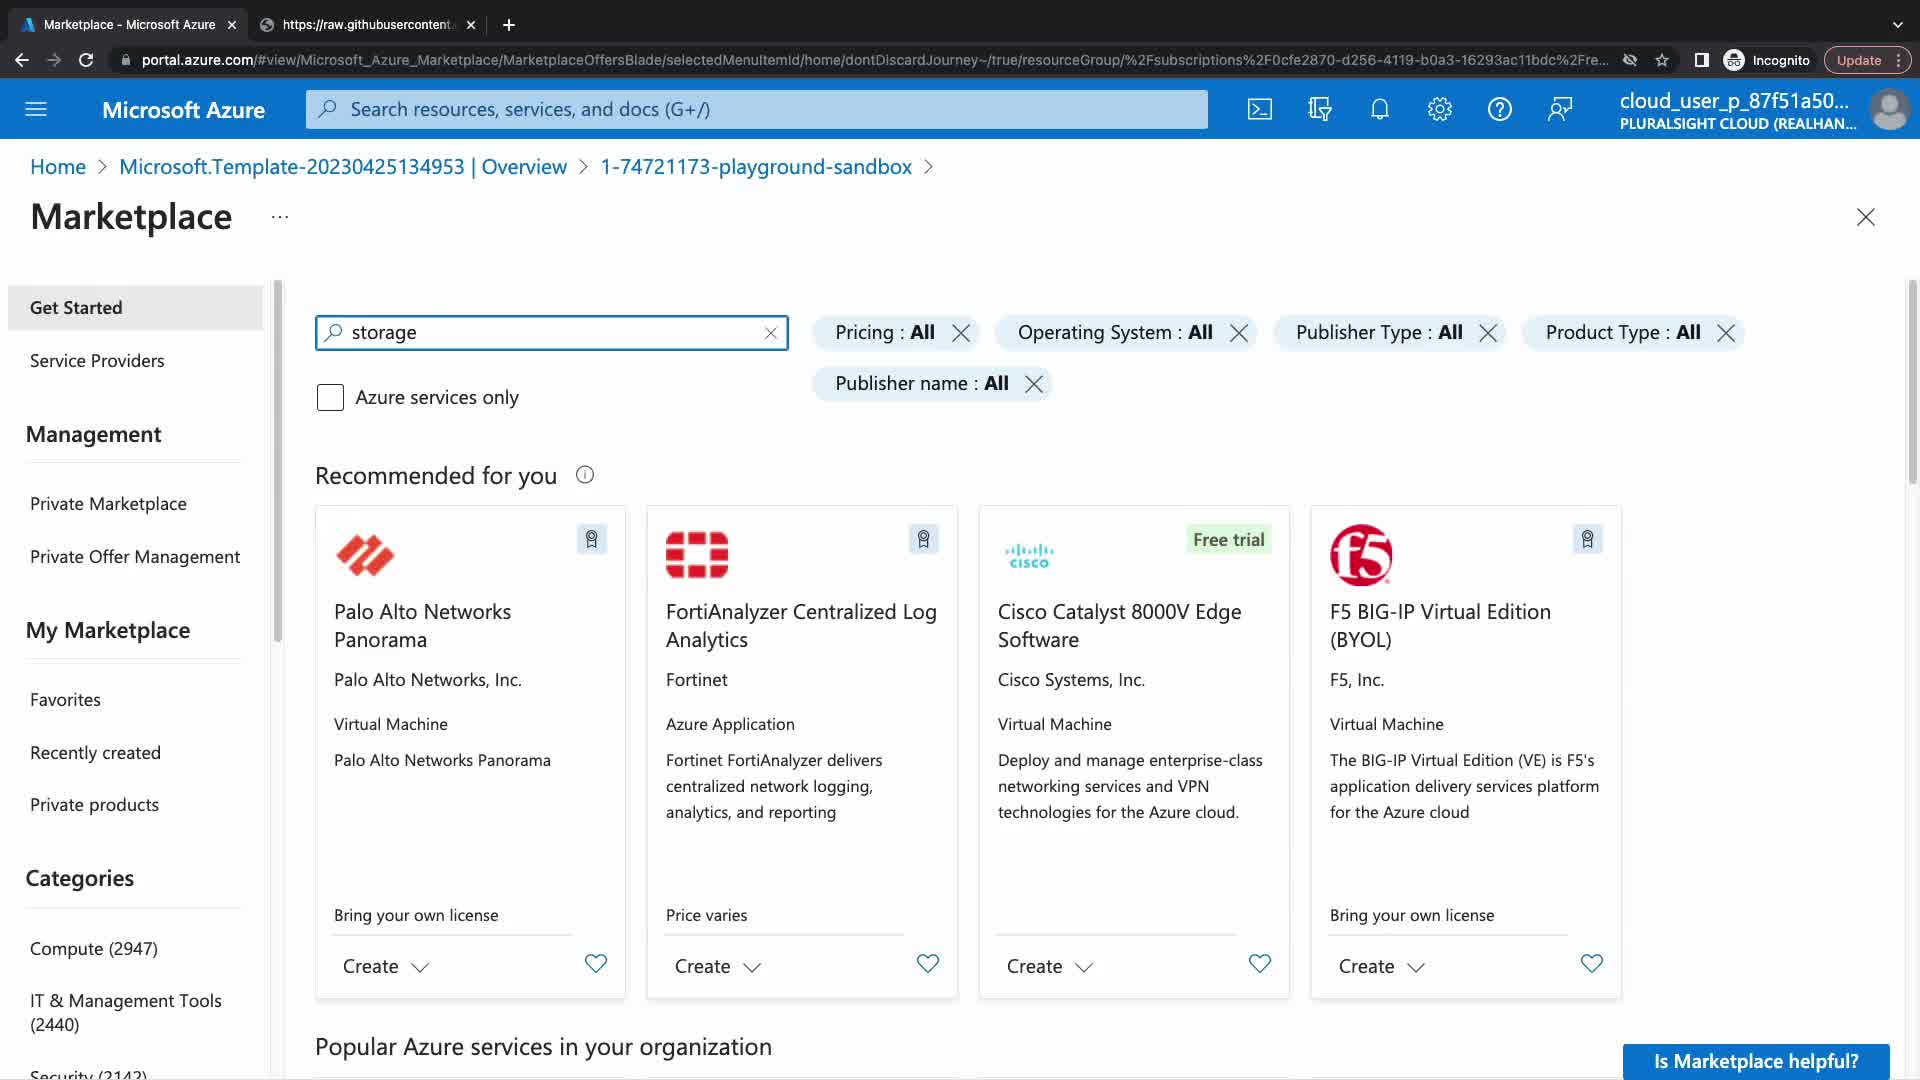 Marketplace - Microsoft Azure
https://raw.githubusercontent.
portal.azure.com/#view/Microsoft_Azure_Marketplace/MarketplaceOffersBlade/selectedMenuItemId/home/dontDiscardJourney~/true/resourceGroup/%2Fsubscriptions%2F0cfe2870-d256-4119-b0a3-16293ac11bdc%2Fre...
Incognito
Update
Microsoft Azure
Search resources, services, and docs (G+/)
cloud_user_p_87f51a50...
PLURALSIGHT CLOUD (REALHAN...
Home > Microsoft.Template-20230425134953 | Overview > 1-74721173-playground-sandbox >
Marketplace ...
Get Started
Service Providers
Management
Private Marketplace
Private Offer Management
My Marketplace
Favorites
Recently created
Private products
Categories
Compute (2947)
IT & Management Tools
(2440)
Security (2142)
storage
Pricing : All
Operating System : All
Publisher Type : All
Product Type : All
Azure services only
Publisher name : All
Recommended for you
Palo Alto Networks
Panorama
Palo Alto Networks, Inc.
Virtual Machine
Palo Alto Networks Panorama
Bring your own license
Create
FortiAnalyzer Centralized Log
Analytics
Fortinet
Azure Application
Fortinet FortiAnalyzer delivers
centralized network logging,
analytics, and reporting
Price varies
Create
cisco
Free trial
Cisco Catalyst 8000V Edge
Software
Cisco Systems, Inc.
Virtual Machine
Deploy and manage enterprise-class
networking services and VPN
technologies for the Azure cloud.
Create
f5
F5 BIG-IP Virtual Edition
(BYOL)
F5, Inc.
Virtual Machine
The BIG-IP Virtual Edition (VE) is F5's
application delivery services platform
for the Azure cloud
Bring your own license
Create
Popular Azure services in your organization
Is Marketplace helpful?